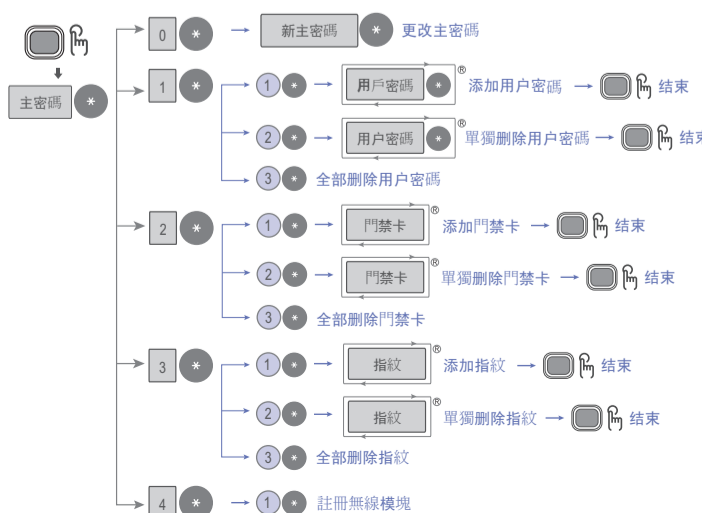 0 * 新主密碼 * 更改主密碼
主密碼 *
1 * 1 * 用戶密碼 * ® 添加用户密碼 结束
2 * 用户密碼 * ® 單獨删除用户密碼 结束
3 * 全部删除用户密碼
2 * 1 * 門禁卡 ® 添加門禁卡 结束
2 * 門禁卡 ® 單獨删除門禁卡 结束
3 * 全部删除門禁卡
3 * 1 * 指紋 ® 添加指紋 结束
2 * 指紋 ® 單獨删除指紋 结束
3 * 全部删除指紋
4 * 1 * 註冊無線模塊